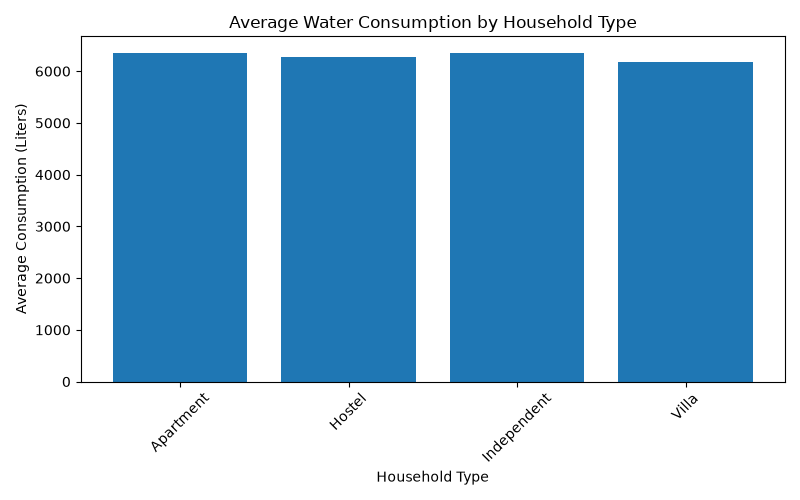 Average Water Consumption by Household Type
Average Consumption (Liters)
6000
5000
4000
3000
2000
1000
0
Apartment
Hostel
Independent
Villa
Household Type